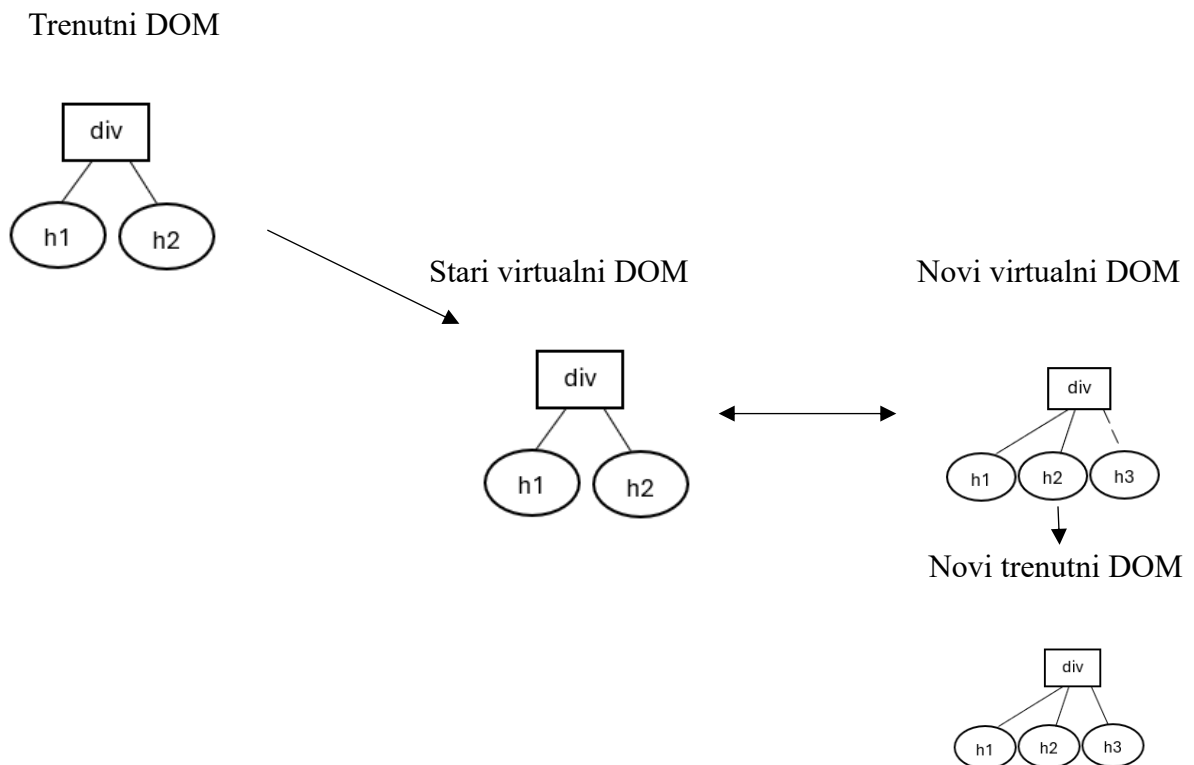 Trenutni DOM
div
h1 h2
Stari virtualni DOM
div
h1 h2
Novi virtualni DOM
div
h1 h2 h3
Novi trenutni DOM
div
h1 h2 h3